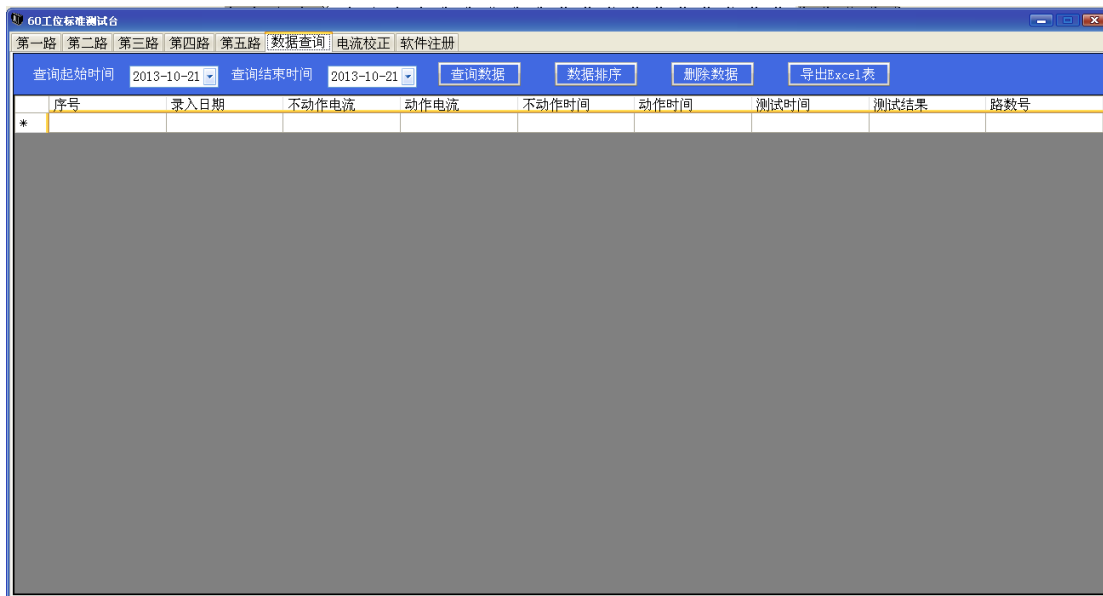 60工位标准测试台
第一路 第二路 第三路 第四路 第五路 数据查询 电流校正 软件注册
查询起始时间 2013-10-21 查询结束时间 2013-10-21 查询数据 数据排序 删除数据 导出Excel表
序号 录入日期 不动作电流 动作电流 不动作时间 动作时间 测试时间 测试结果 路数号
*